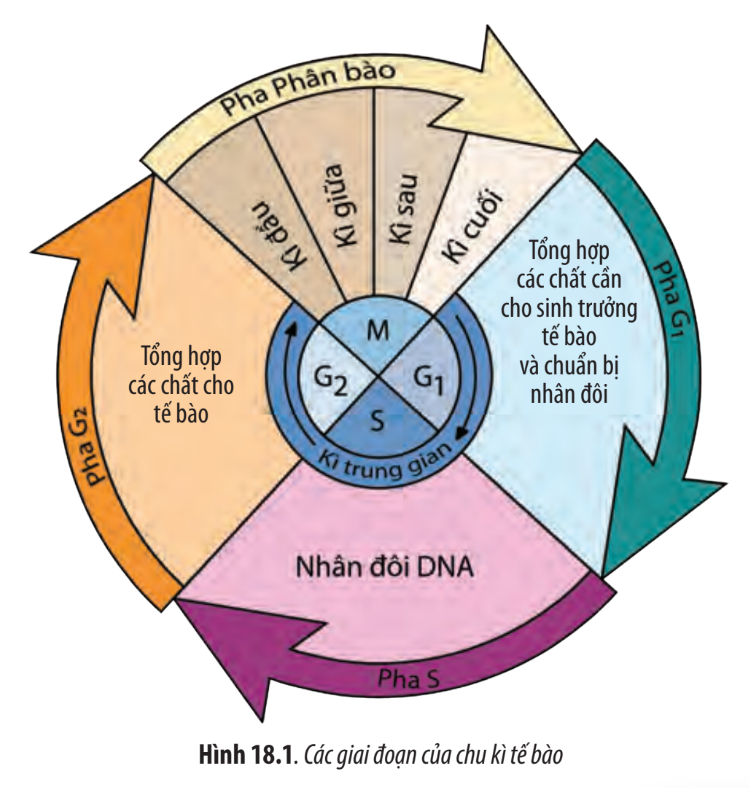 Pha Phân bào
Kì đầu
Kì giữa
Kì sau
Kì cuối
Pha G₁
Tổng hợp
các chất cần
cho sinh trưởng
tế bào
và chuẩn bị
nhân đôi
Pha G₂
Tổng hợp
các chất cho
tế bào
M
G₂
G₁
S
Kì trung gian
Nhân đôi DNA
Pha S
Hình 18.1. Các giai đoạn của chu kì tế bào